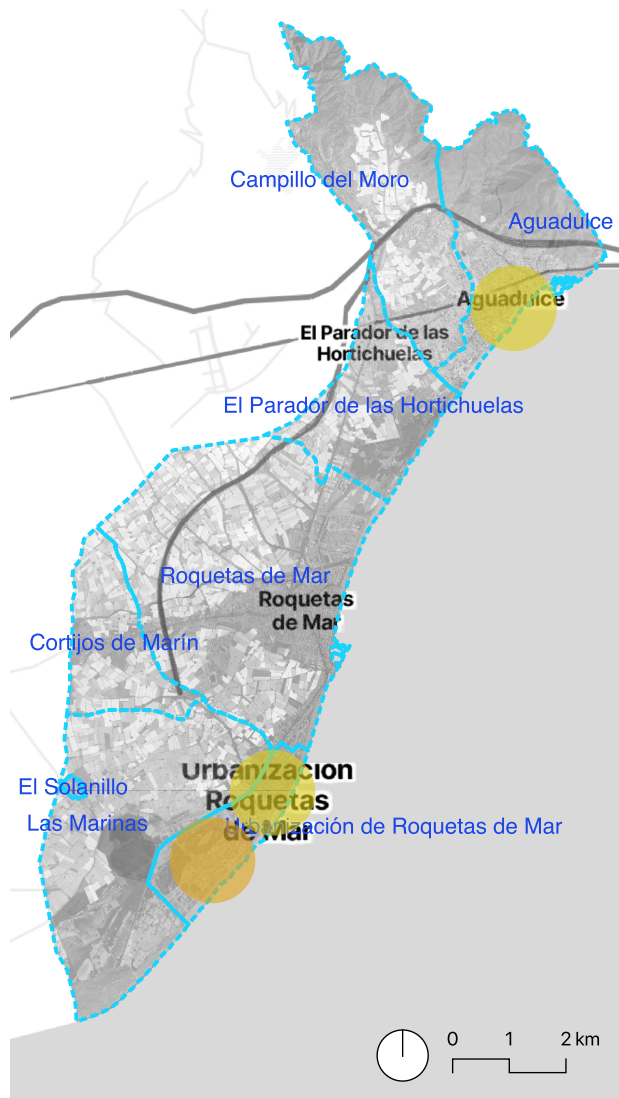 Campillo del Moro
Aguadulce
Aguadulce
El Parador de las
Hortichuelas
El Parador de las Hortichuelas
Roquetas de Mar
Roquetas
de Mar
Cortijos de Marín
Urbanización
Roquetas
de Mar
El Solanillo
Las Marinas
Urbanización de Roquetas de Mar
0 1 2 km